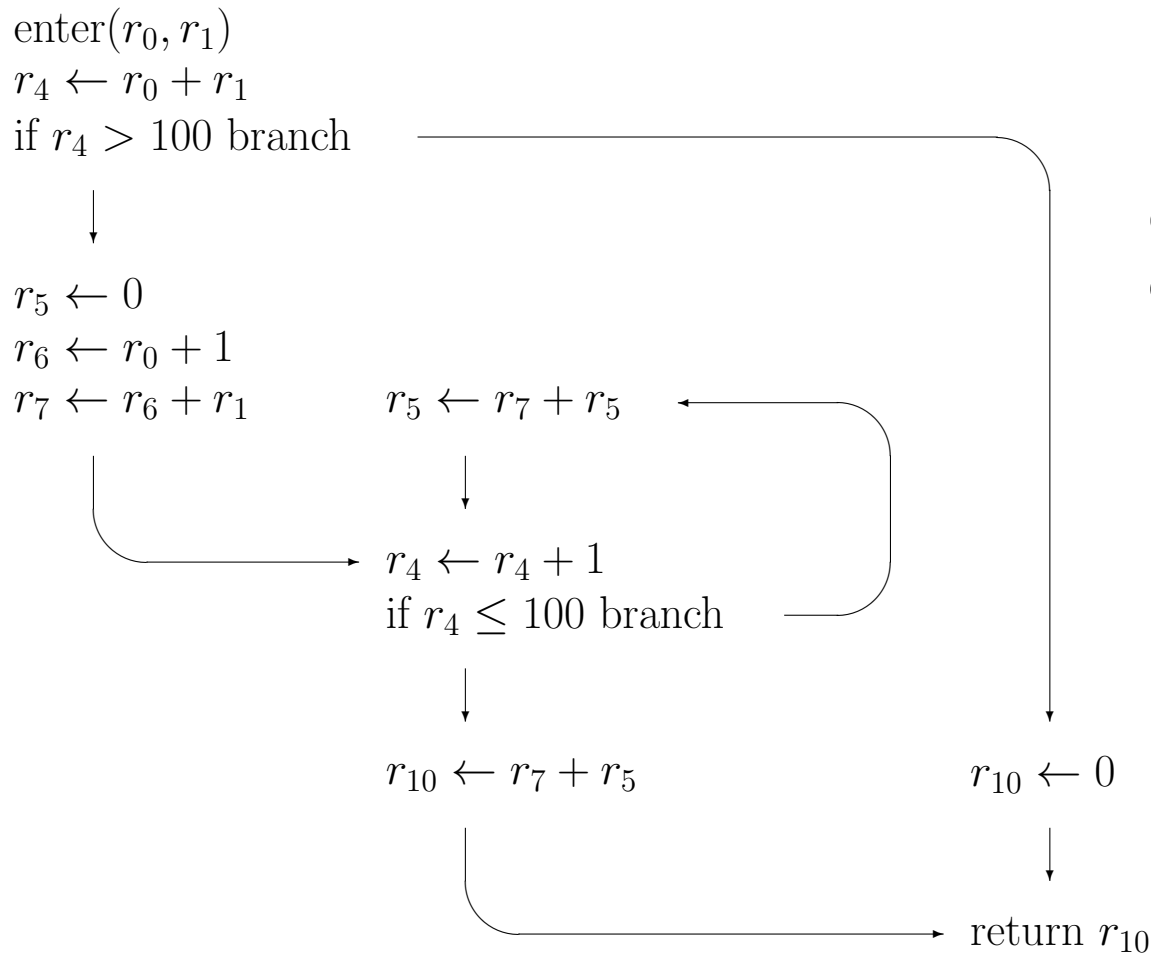 enter(r₀, r₁)
r₄ ← r₀ + r₁
if r₄ > 100 branch
r₅ ← 0
r₆ ← r₀ + 1
r₇ ← r₆ + r₁
r₅ ← r₇ + r₅
r₄ ← r₄ + 1
if r₄ ≤ 100 branch
r₁₀ ← r₇ + r₅
r₁₀ ← 0
return r₁₀